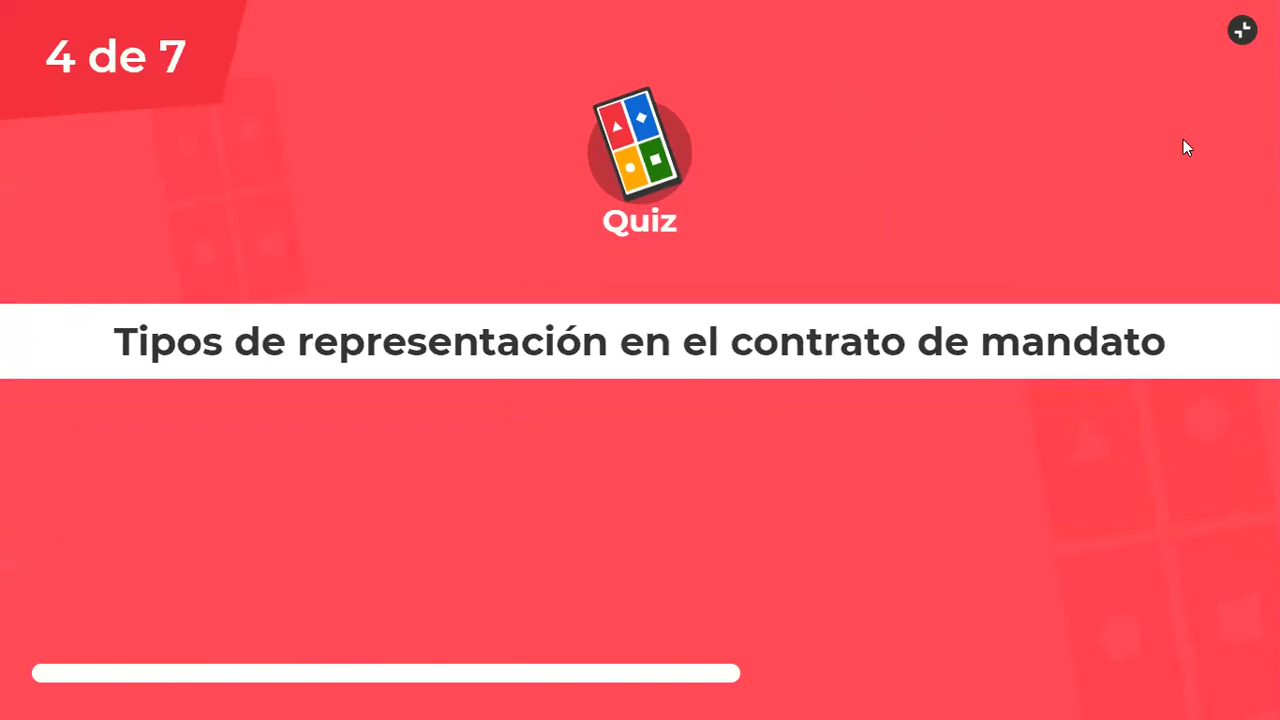 4 de 7
Quiz
Tipos de representación en el contrato de mandato